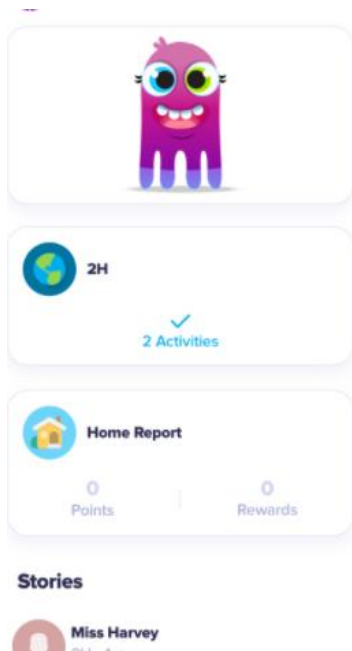 2H
2 Activities
Home Report
0 0
Points Rewards
Stories
Miss Harvey